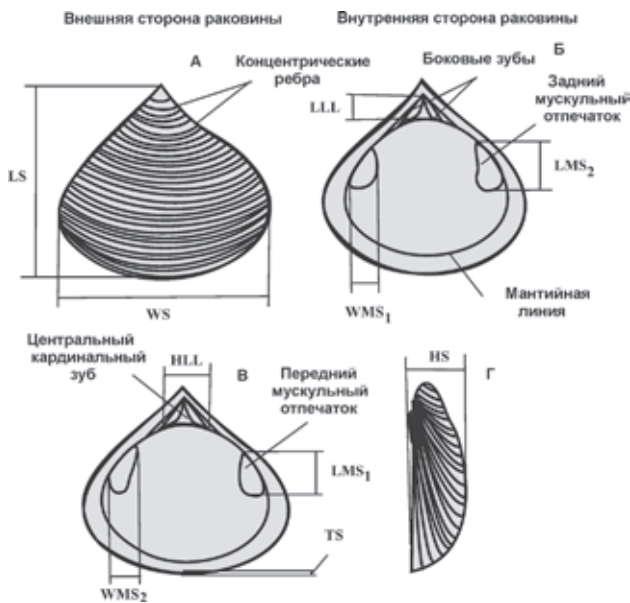 Внешняя сторона раковины
Внутренняя сторона раковины
А
Концентрические
ребра
LS
WS
Б
Боковые зубы
Задний
мускульный
отпечаток
LLL
LMS2
WMS1
Мантийная
линия
Центральный
кардинальный
зуб
HLL
В
Передний
мускульный
отпечаток
LMS1
TS
WMS2
HS
Г